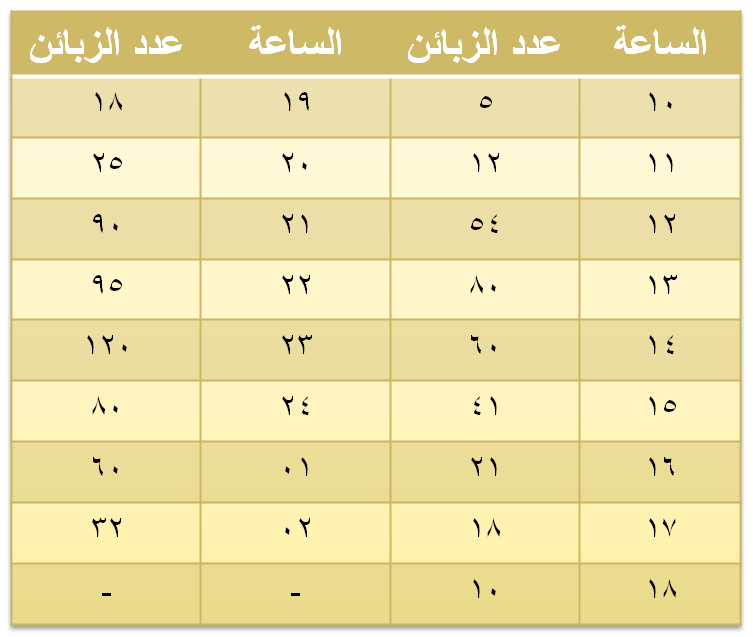 الساعة عدد الزبائن الساعة عدد الزبائن
١٠ ٥ ١٩ ١٨
١١ ١٢ ٢٠ ٢٥
١٢ ٥٤ ٢١ ٩٠
١٣ ٨٠ ٢٢ ٩٥
١٤ ٦٠ ٢٣ ١٢٠
١٥ ٤١ ٢٤ ٨٠
١٦ ٢١ ٠١ ٦٠
١٧ ١٨ ٠٢ ٣٢
١٨ ١٠ - -